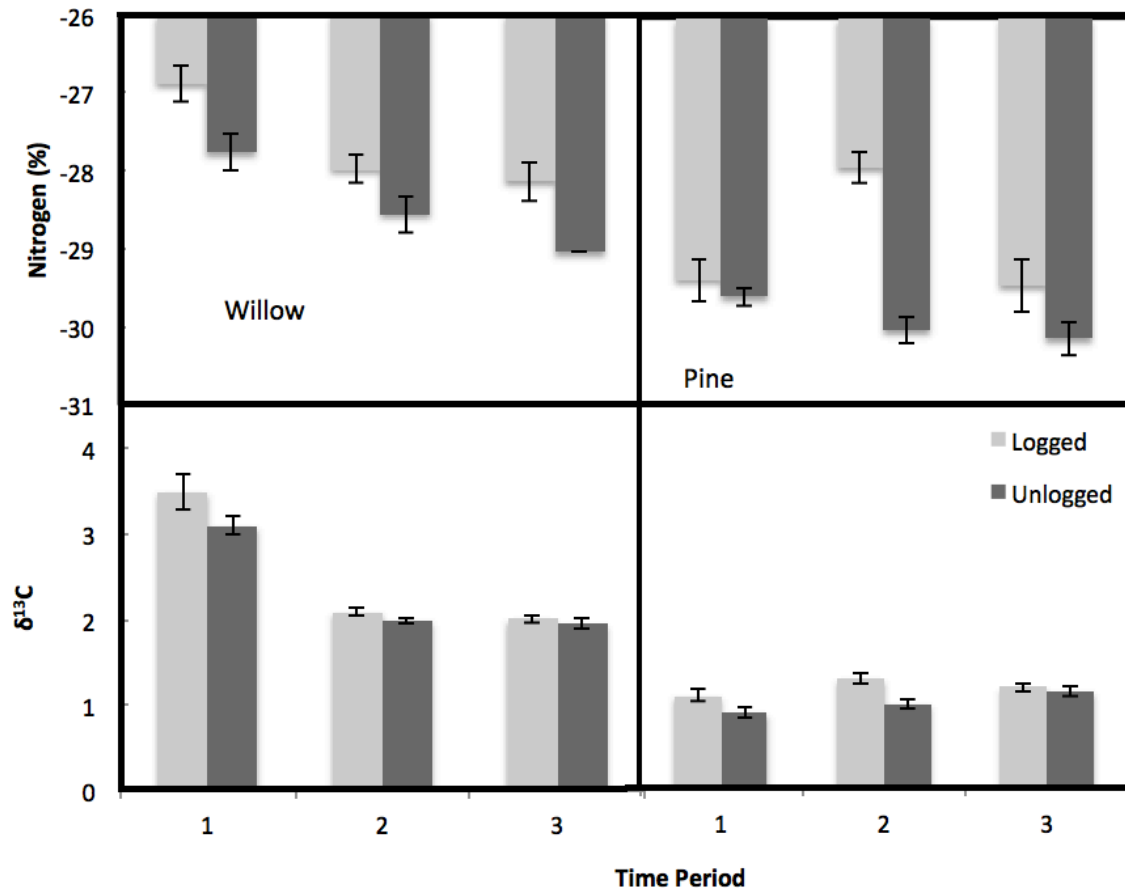 -26
-27
-28
-29
-30
-31
Nitrogen (%)
Willow
Pine
4
3
2
1
0
δ¹³C
Logged
Unlogged
1 2 3 1 2 3
Time Period